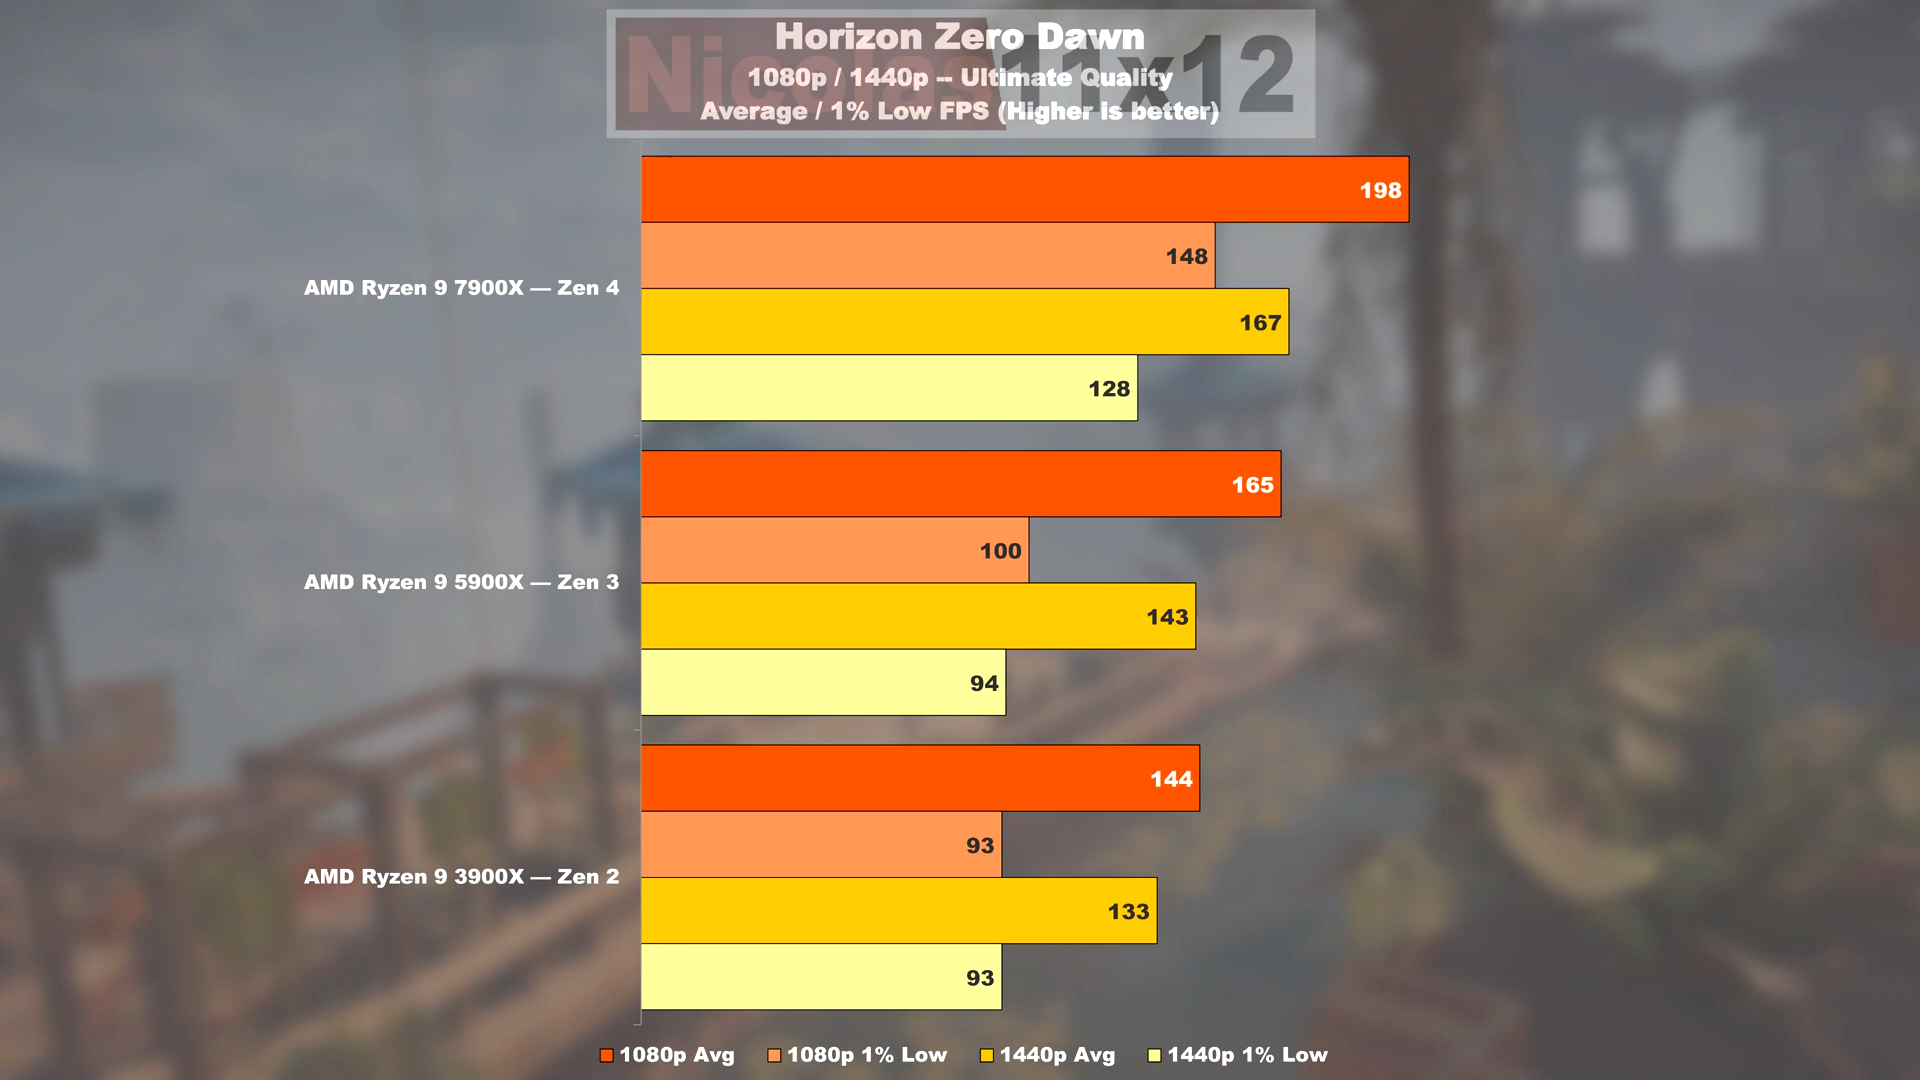 Nicolas11x12
Horizon Zero Dawn
1080p / 1440p -- Ultimate Quality
Average / 1% Low FPS (Higher is better)
198
148
AMD Ryzen 9 7900X — Zen 4
167
128
165
100
AMD Ryzen 9 5900X — Zen 3
143
94
144
93
AMD Ryzen 9 3900X — Zen 2
133
93
1080p Avg 1080p 1% Low 1440p Avg 1440p 1% Low